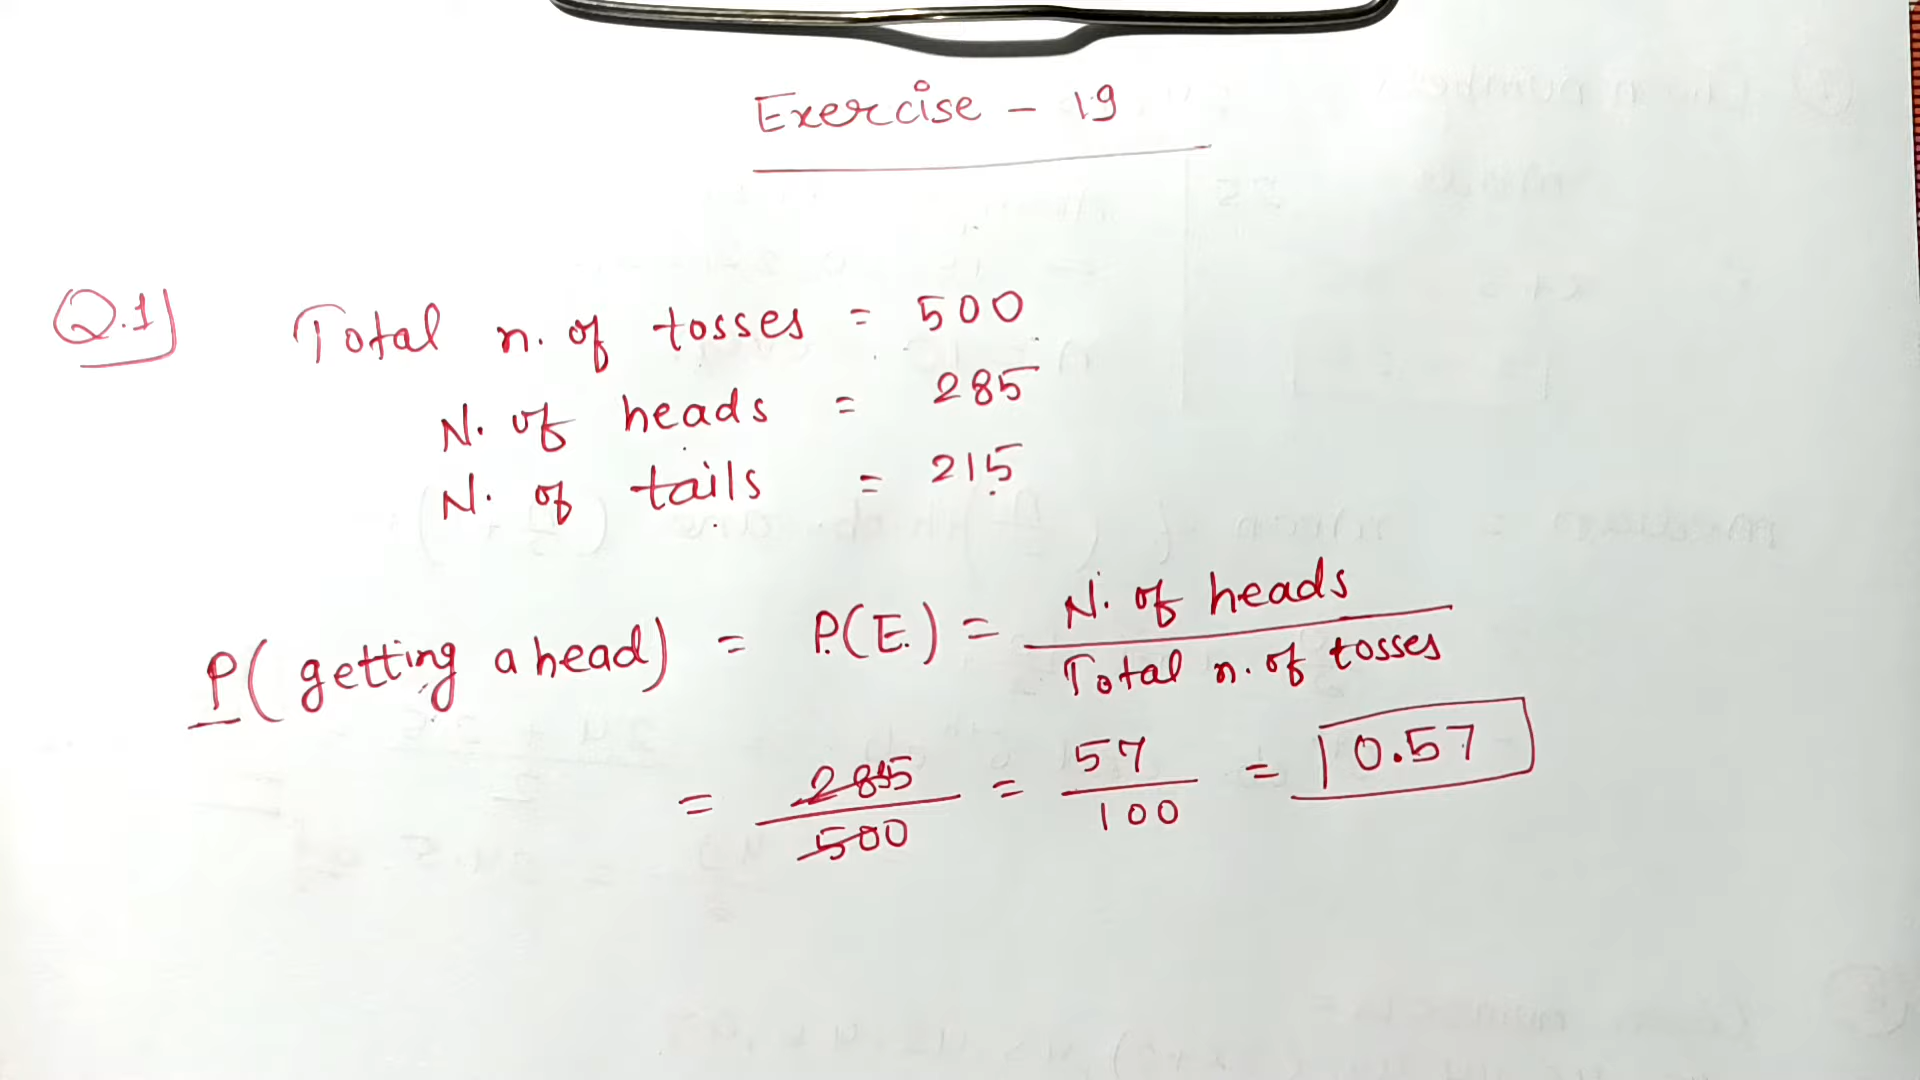 Exercise - 19
Q.1) Total n. of tosses = 500
N. of heads = 285
N. of tails = 215
P( getting a head) = P(E) = N. of heads / Total n. of tosses
= 285 / 500 = 57 / 100 = 0.57